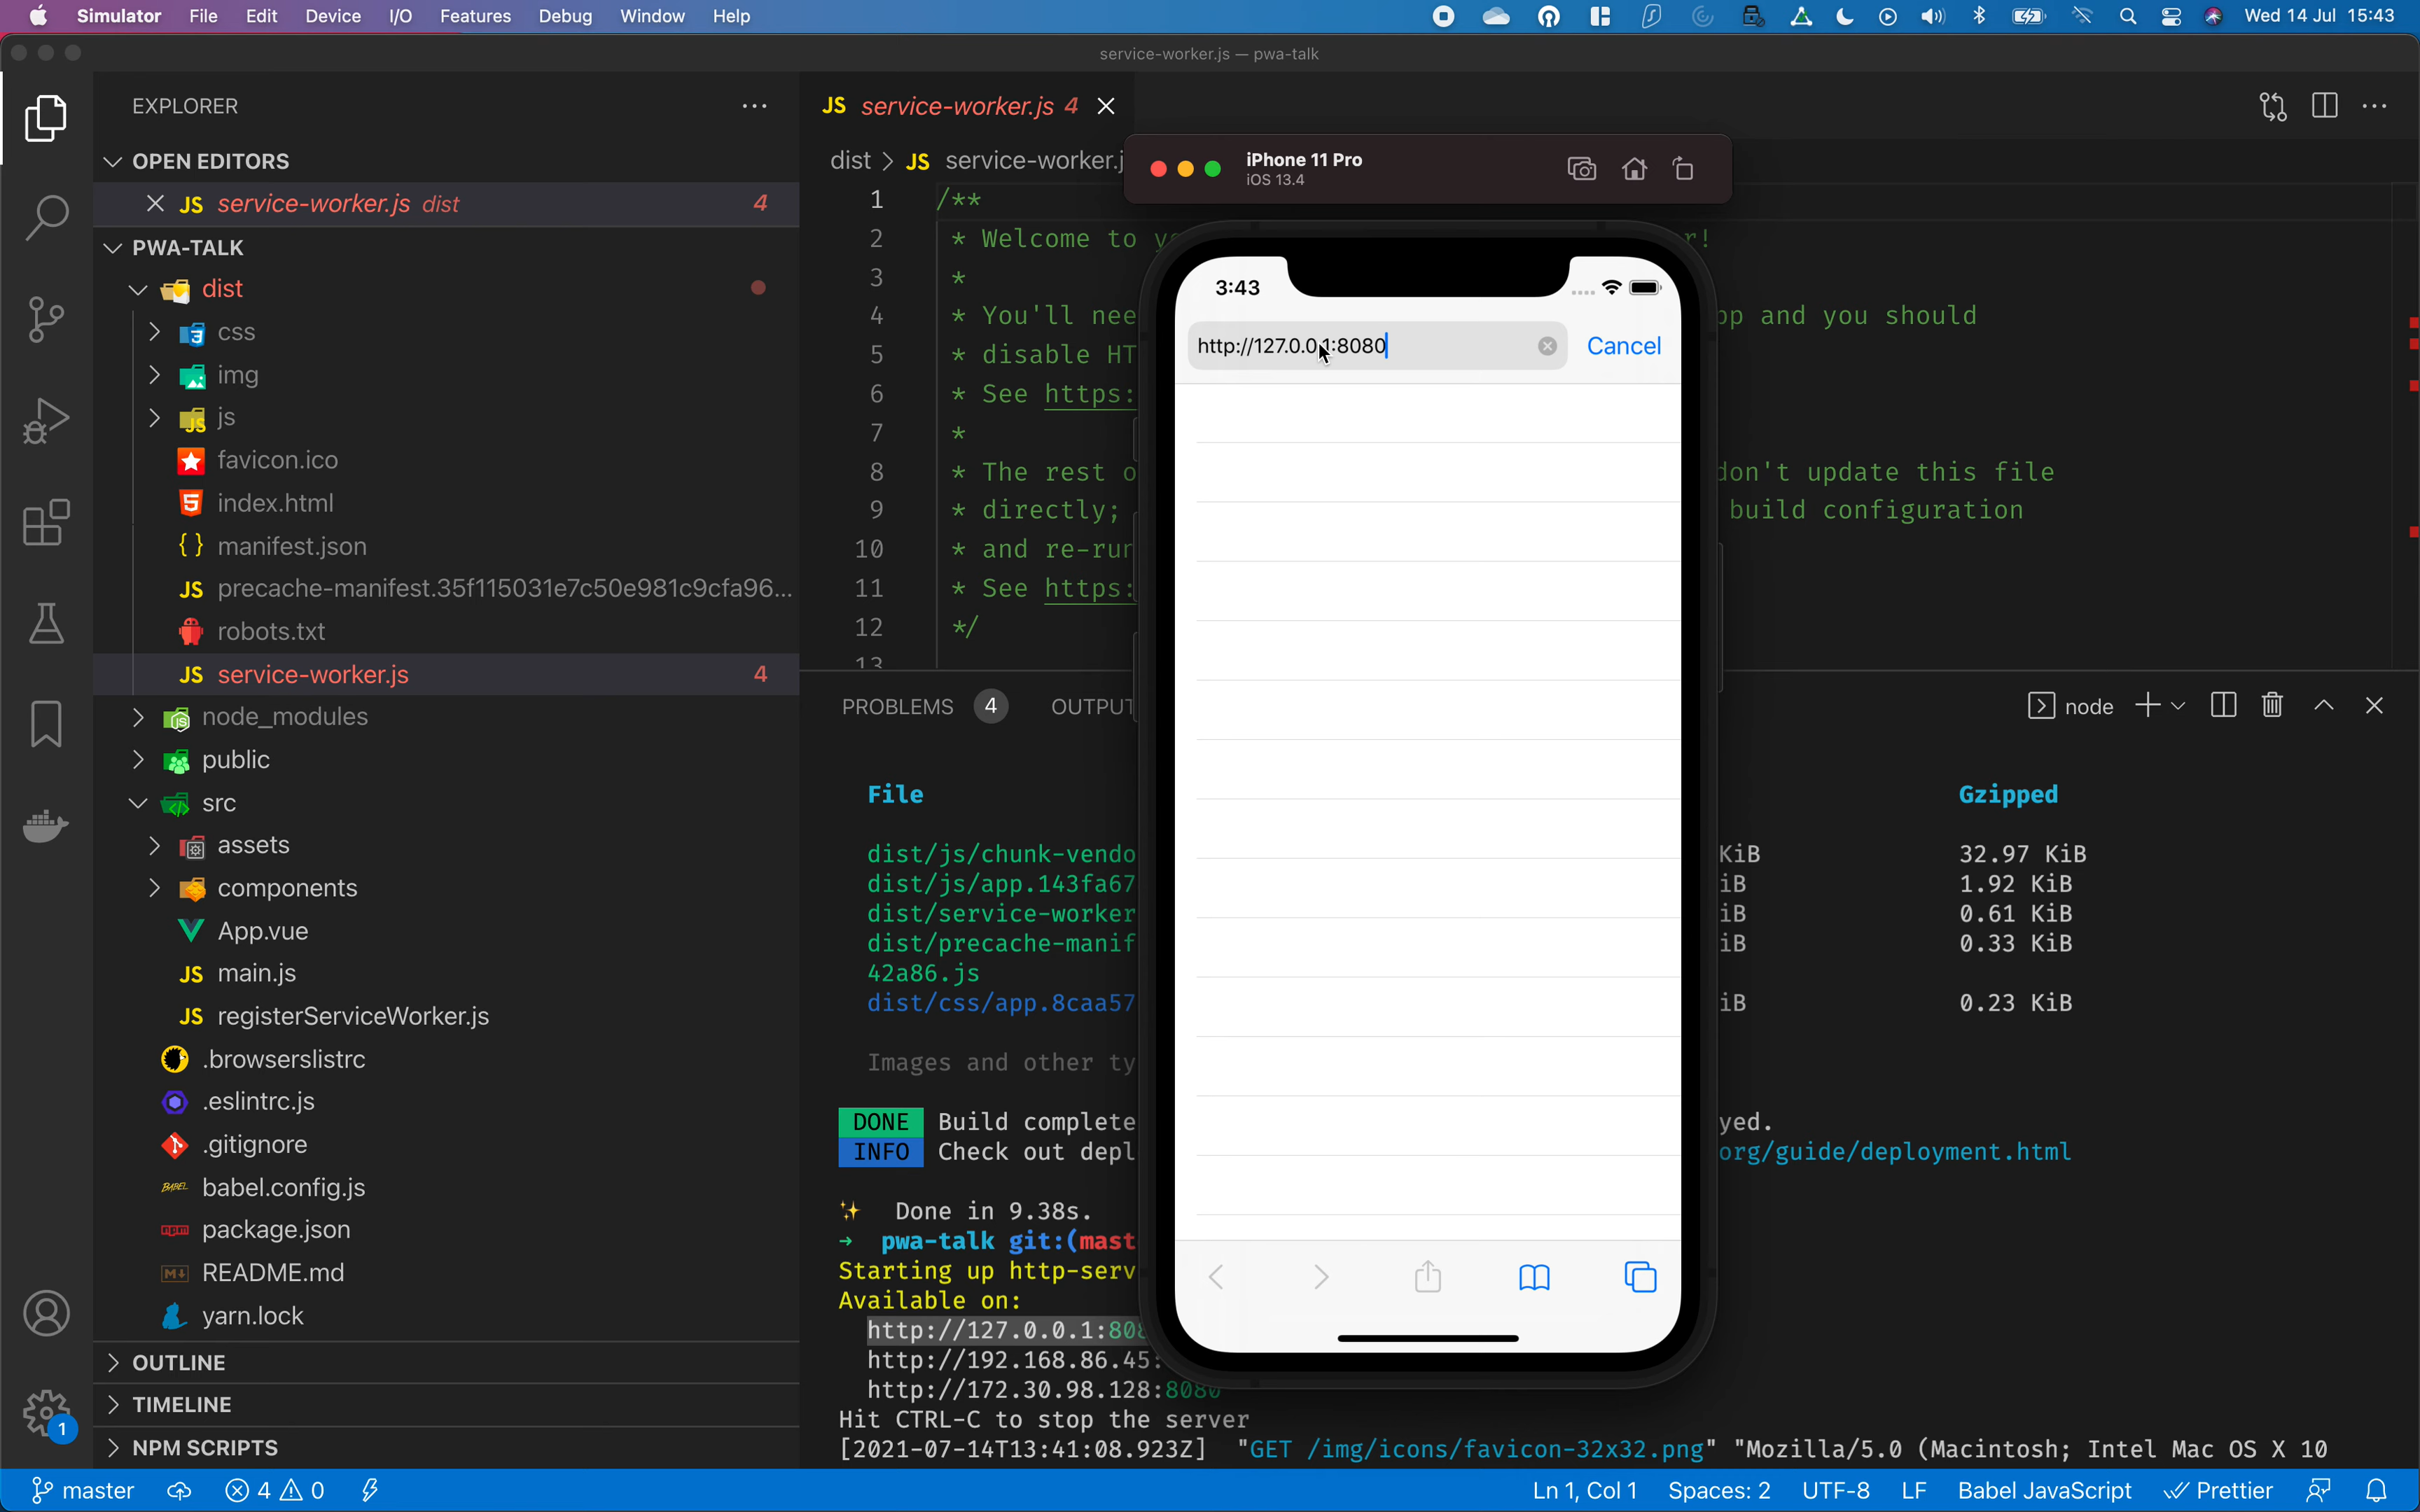 Simulator File Edit Device I/O Features Debug Window Help Wed 14 Jul 15:43
service-worker.js — pwa-talk
EXPLORER
OPEN EDITORS
JS service-worker.js dist 4
PWA-TALK
dist
css
img
js
favicon.ico
index.html
manifest.json
JS precache-manifest.35f115031e7c50e981c9cfa96...
robots.txt
JS service-worker.js 4
node_modules
public
src
assets
components
App.vue
JS main.js
JS registerServiceWorker.js
.browserslistrc
.eslintrc.js
.gitignore
babel.config.js
package.json
README.md
yarn.lock
OUTLINE
TIMELINE
NPM SCRIPTS
1
JS service-worker.js 4
dist > JS service-worker.j
1 /**
2 * Welcome to yo r!
3 *
4 * You'll nee pp and you should
5 * disable HT
6 * See https:
7 *
8 * The rest o don't update this file
9 * directly; build configuration
10 * and re-run
11 * See https:
12 */
13
iPhone 11 Pro
iOS 13.4
3:43
http://127.0.0.1:8080 Cancel
PROBLEMS 4 OUTPUT node
File Gzipped
dist/js/chunk-vendo KiB 32.97 KiB
dist/js/app.143fa67 iB 1.92 KiB
dist/service-worker iB 0.61 KiB
dist/precache-manif iB 0.33 KiB
42a86.js
dist/css/app.8caa57 iB 0.23 KiB
Images and other ty
DONE Build complete yed.
INFO Check out depl org/guide/deployment.html
Done in 9.38s.
→ pwa-talk git:(mast
Starting up http-serv
Available on:
http://127.0.0.1:808
http://192.168.86.45:
http://172.30.98.128:8080
Hit CTRL-C to stop the server
[2021-07-14T13:41:08.923Z] "GET /img/icons/favicon-32x32.png" "Mozilla/5.0 (Macintosh; Intel Mac OS X 10
master 4 0 Ln 1, Col 1 Spaces: 2 UTF-8 LF Babel JavaScript Prettier